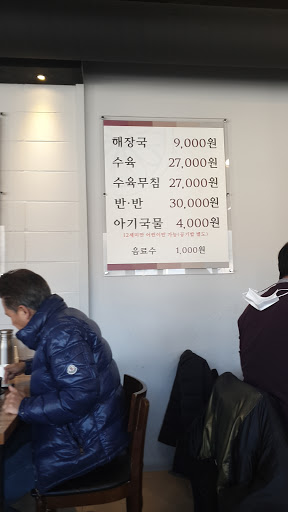 해장국 9,000원
수육 27,000원
수육무침 27,000원
반·반 30,000원
아기국물 4,000원
음료수 1,000원